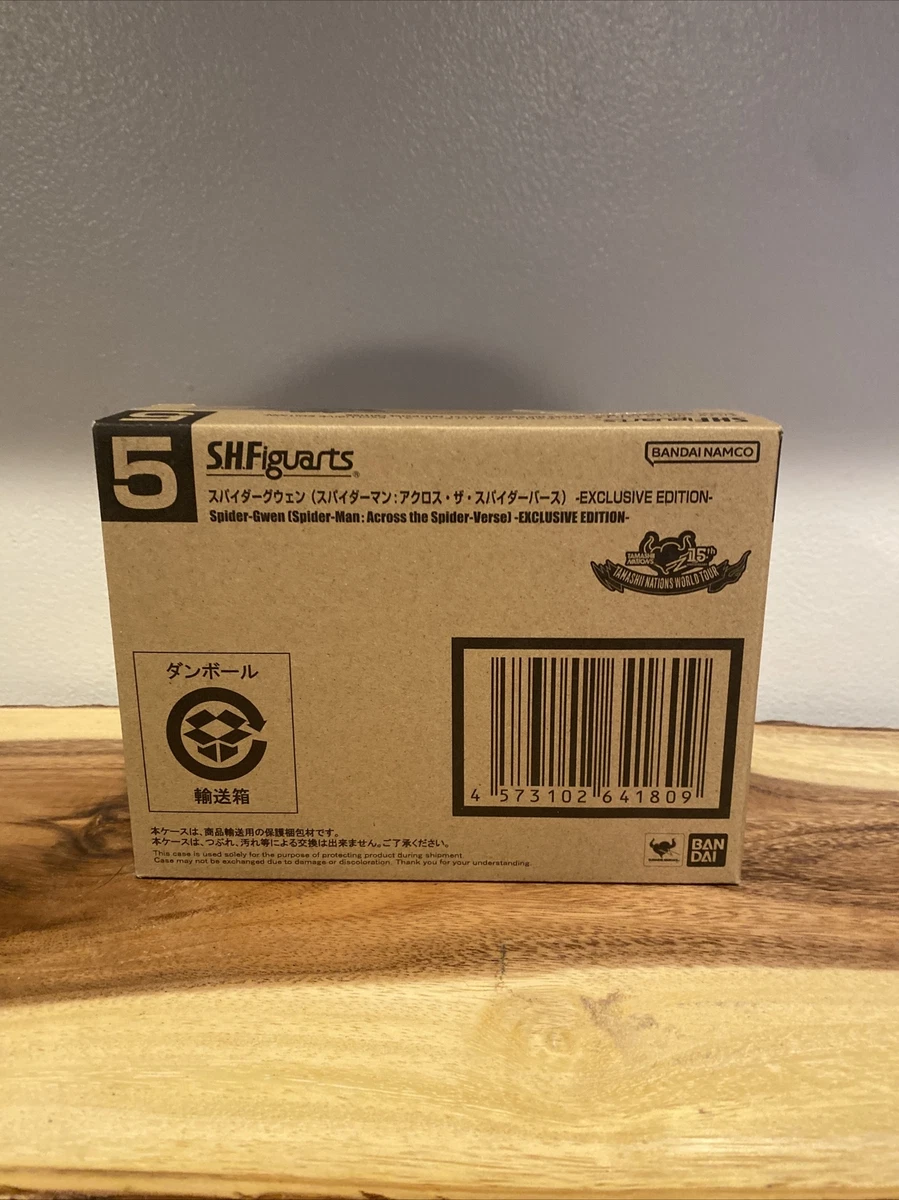 S.H.Figuarts
5
S.H.Figuarts
BANDAI NAMCO
スパイダーグウェン（スパイダーマン：アクロス・ザ・スパイダーバース） -EXCLUSIVE EDITION-
Spider-Gwen (Spider-Man: Across the Spider-Verse) -EXCLUSIVE EDITION-
TAMASHII NATIONS 15th
TAMASHII NATIONS WORLD TOUR
ダンボール
輸送箱
4 573102 641809
本ケースは、商品輸送用の保護梱包材です。
本ケースは、つぶれ、汚れ等による交換は出来ません。ご了承ください。
This case is used solely for the purpose of protecting product during shipment.
Case may not be exchanged due to damage or discoloration. Thank you for your understanding.
BAN
DAI